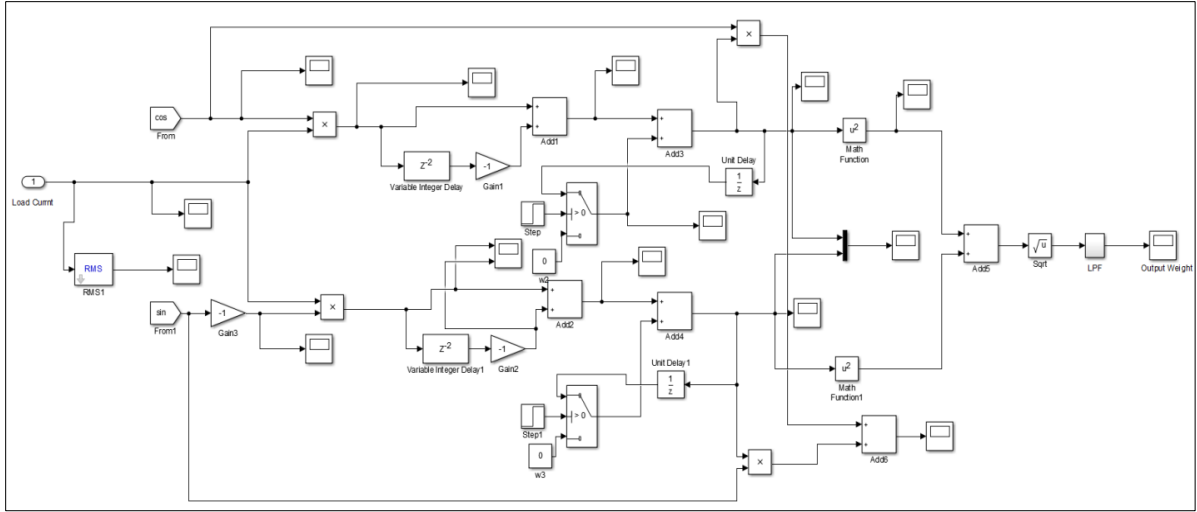 ×
cos
From
×
+
+
Add1
+
+
Add3
u²
Math
Function
Z⁻²
Variable Integer Delay
-1
Gain1
Unit Delay
1
z
1
Load Currnt
Step
> 0
0
w2
RMS
RMS1
+
+
Add5
√u
Sqrt
LPF
Output Weight
sin
From1
-1
Gain3
×
+
+
Add2
+
+
Add4
Z⁻²
Variable Integer Delay1
-1
Gain2
Unit Delay1
1
z
u²
Math
Function1
Step1
> 0
0
w3
×
+
+
Add6